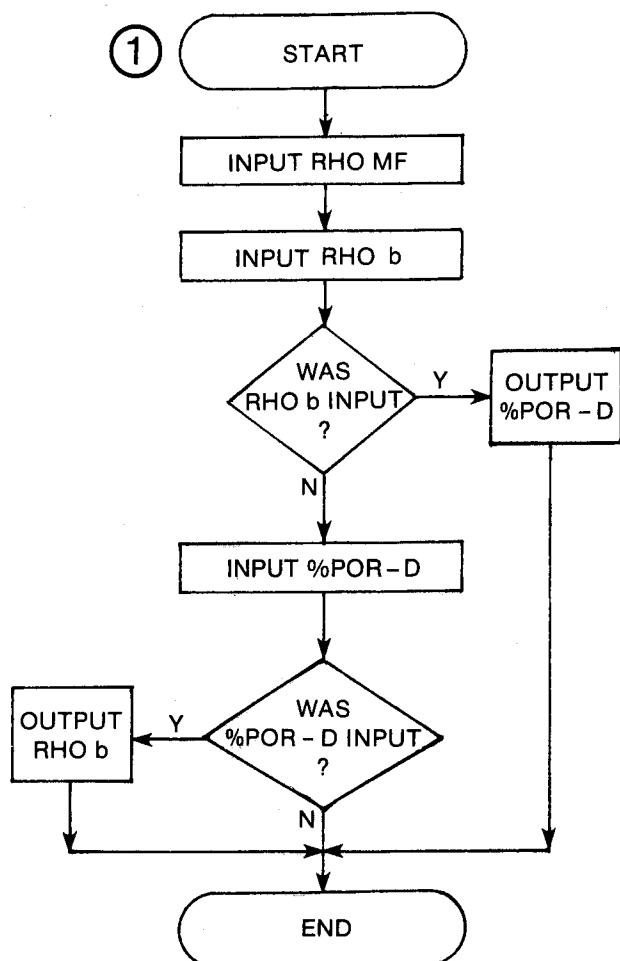 1
START
INPUT RHO MF
INPUT RHO b
WAS
RHO b INPUT
?
Y
OUTPUT
%POR – D
N
INPUT %POR – D
WAS
%POR – D INPUT
?
Y
OUTPUT
RHO b
N
END